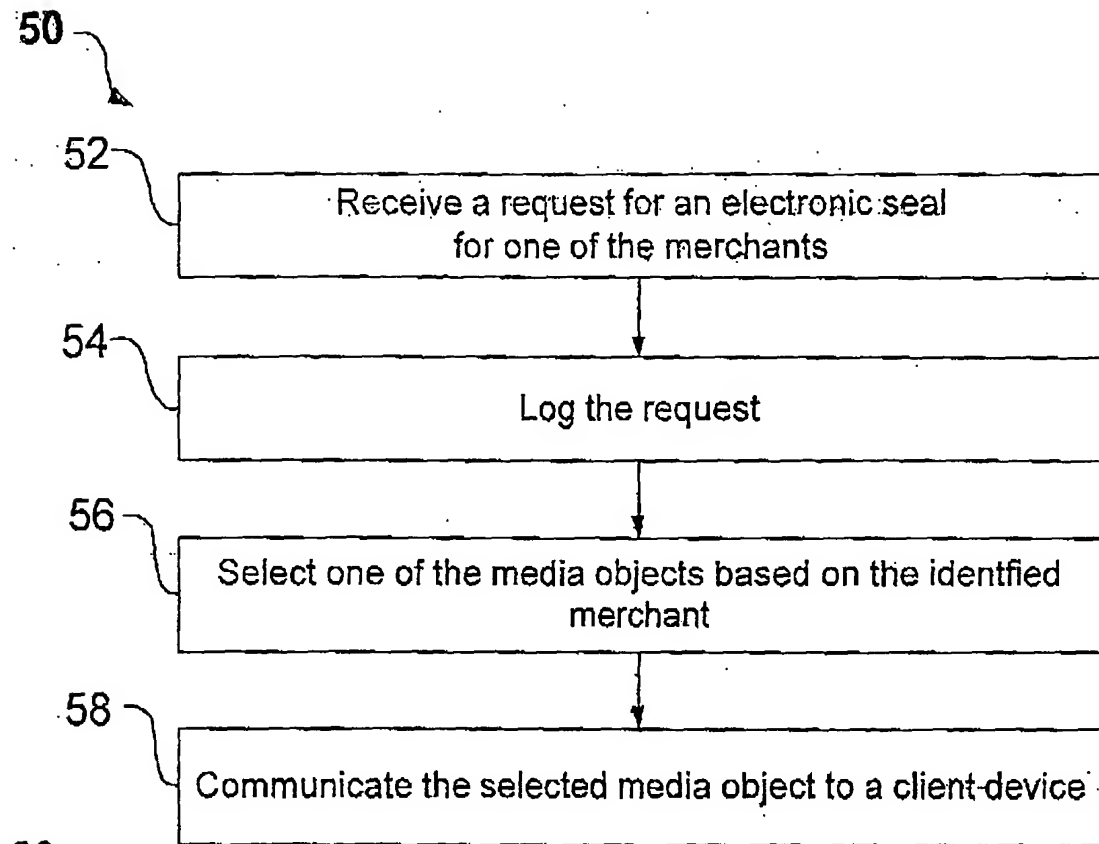 50
52
Receive a request for an electronic seal
for one of the merchants
54
Log the request
56
Select one of the media objects based on the identfied
merchant
58
Communicate the selected media object to a client device